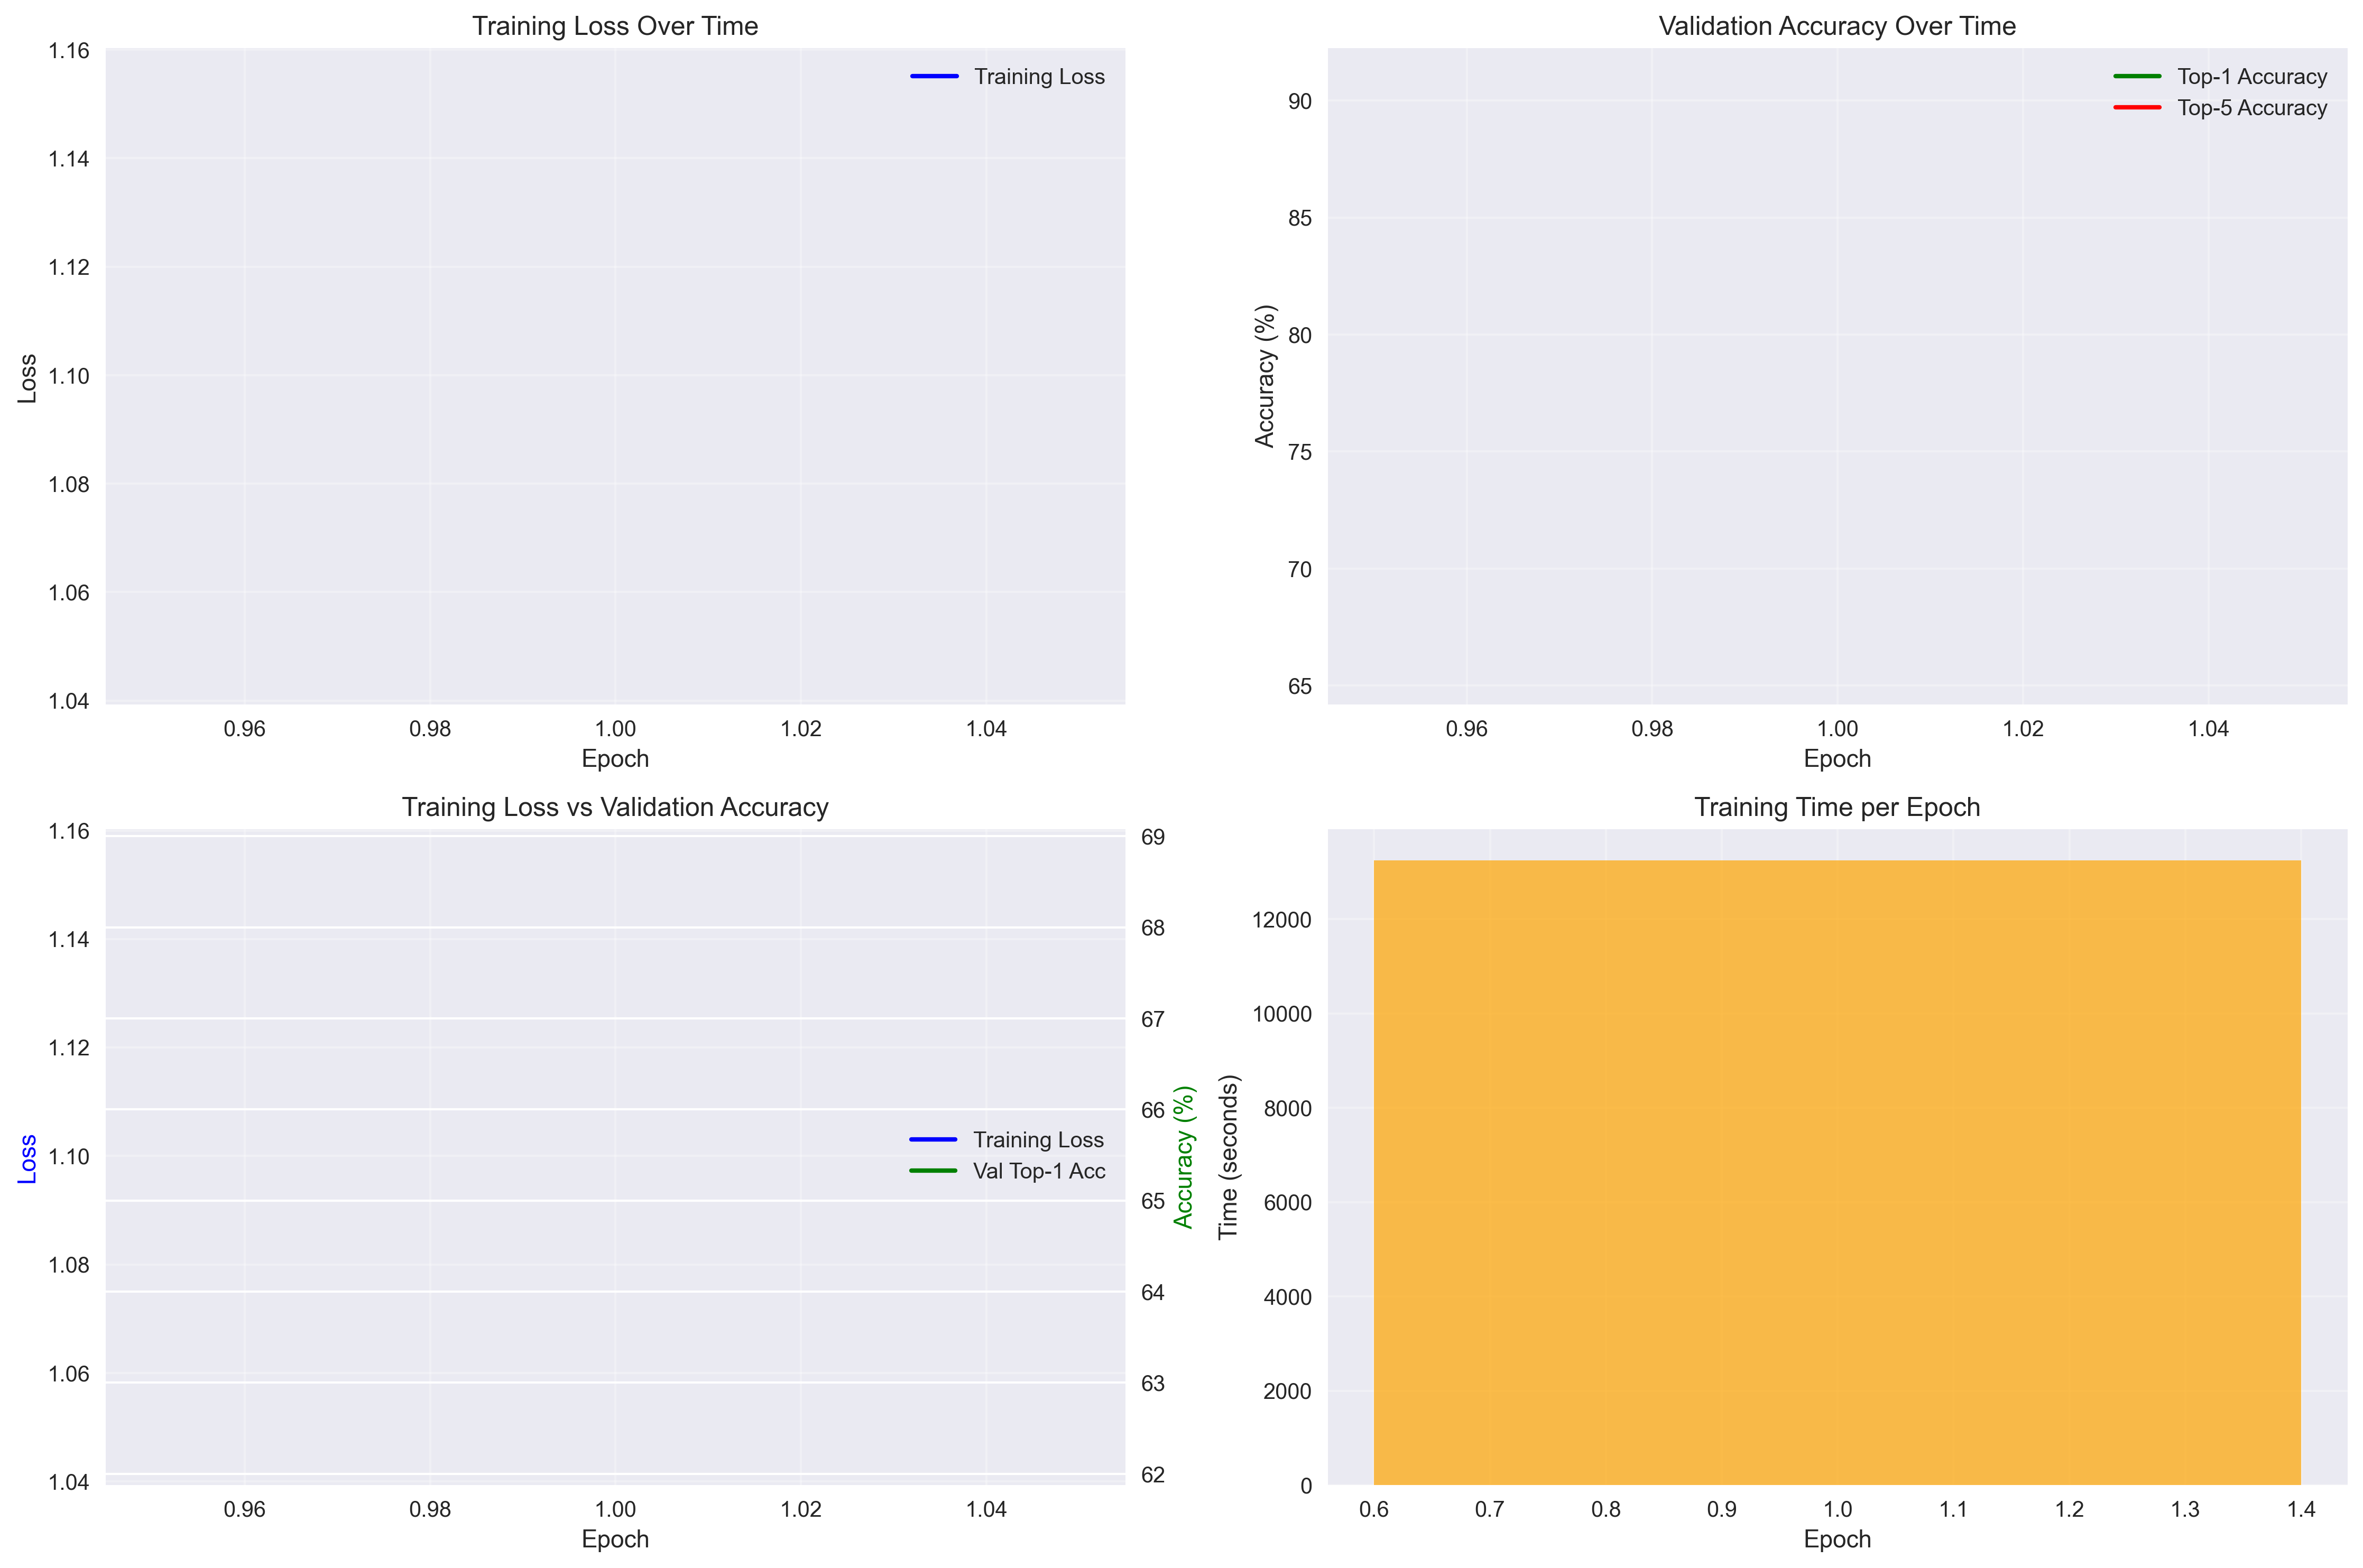 Training Loss Over Time
Training Loss
Loss
1.16
1.14
1.12
1.10
1.08
1.06
1.04
0.96 0.98 1.00 1.02 1.04
Epoch
Validation Accuracy Over Time
Top-1 Accuracy
Top-5 Accuracy
Accuracy (%)
90
85
80
75
70
65
0.96 0.98 1.00 1.02 1.04
Epoch
Training Loss vs Validation Accuracy
Loss
1.16
1.14
1.12
1.10
1.08
1.06
1.04
Training Loss
Val Top-1 Acc
69
68
67
66
65
64
63
62
Accuracy (%)
0.96 0.98 1.00 1.02 1.04
Epoch
Training Time per Epoch
Time (seconds)
12000
10000
8000
6000
4000
2000
0
0.6 0.7 0.8 0.9 1.0 1.1 1.2 1.3 1.4
Epoch